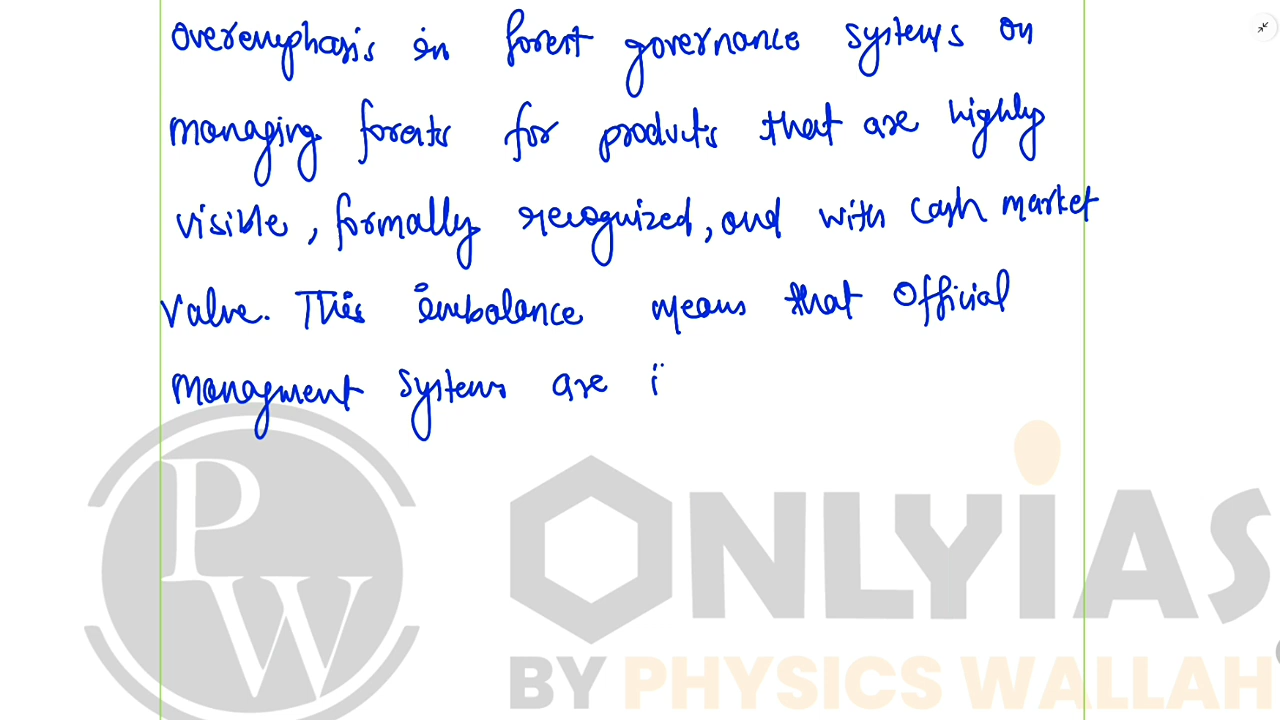 overemphasis in forest governance systems on
managing forests for products that are highly
visible, formally recognized, and with cash market
value. This imbalance means that official
managment systems are i
PW
ONLYIAS
BY PHYSICS WALLAH